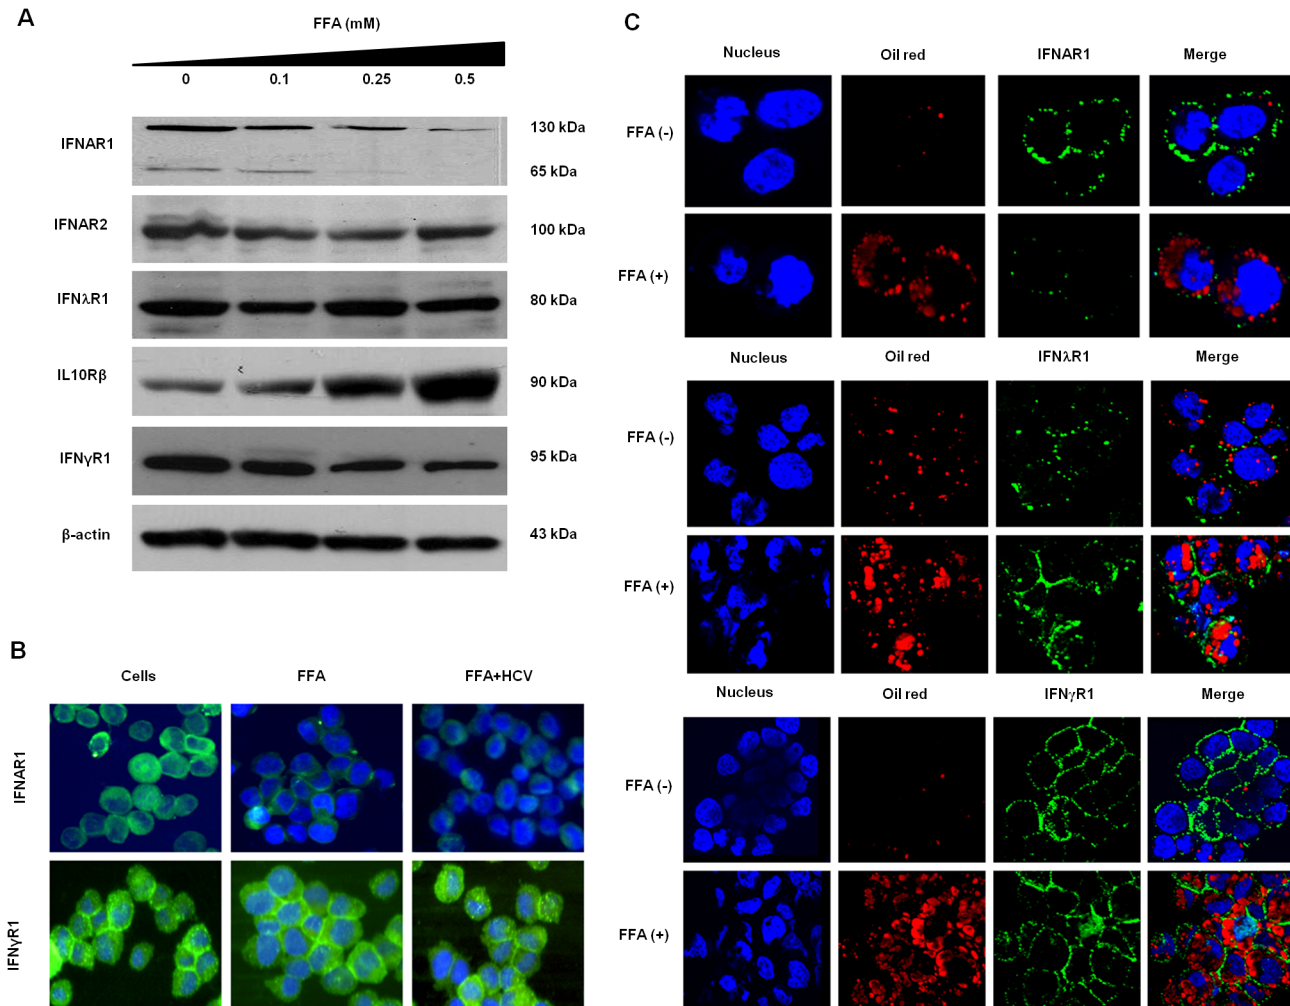 A
FFA (mM)
0 0.1 0.25 0.5
IFNAR1
130 kDa
65 kDa
IFNAR2
100 kDa
IFNλR1
80 kDa
IL10Rβ
90 kDa
IFNγR1
95 kDa
β-actin
43 kDa
B
Cells FFA FFA+HCV
IFNAR1
IFNγR1
C
Nucleus Oil red IFNAR1 Merge
FFA (-)
FFA (+)
Nucleus Oil red IFNλR1 Merge
FFA (-)
FFA (+)
Nucleus Oil red IFNγR1 Merge
FFA (-)
FFA (+)